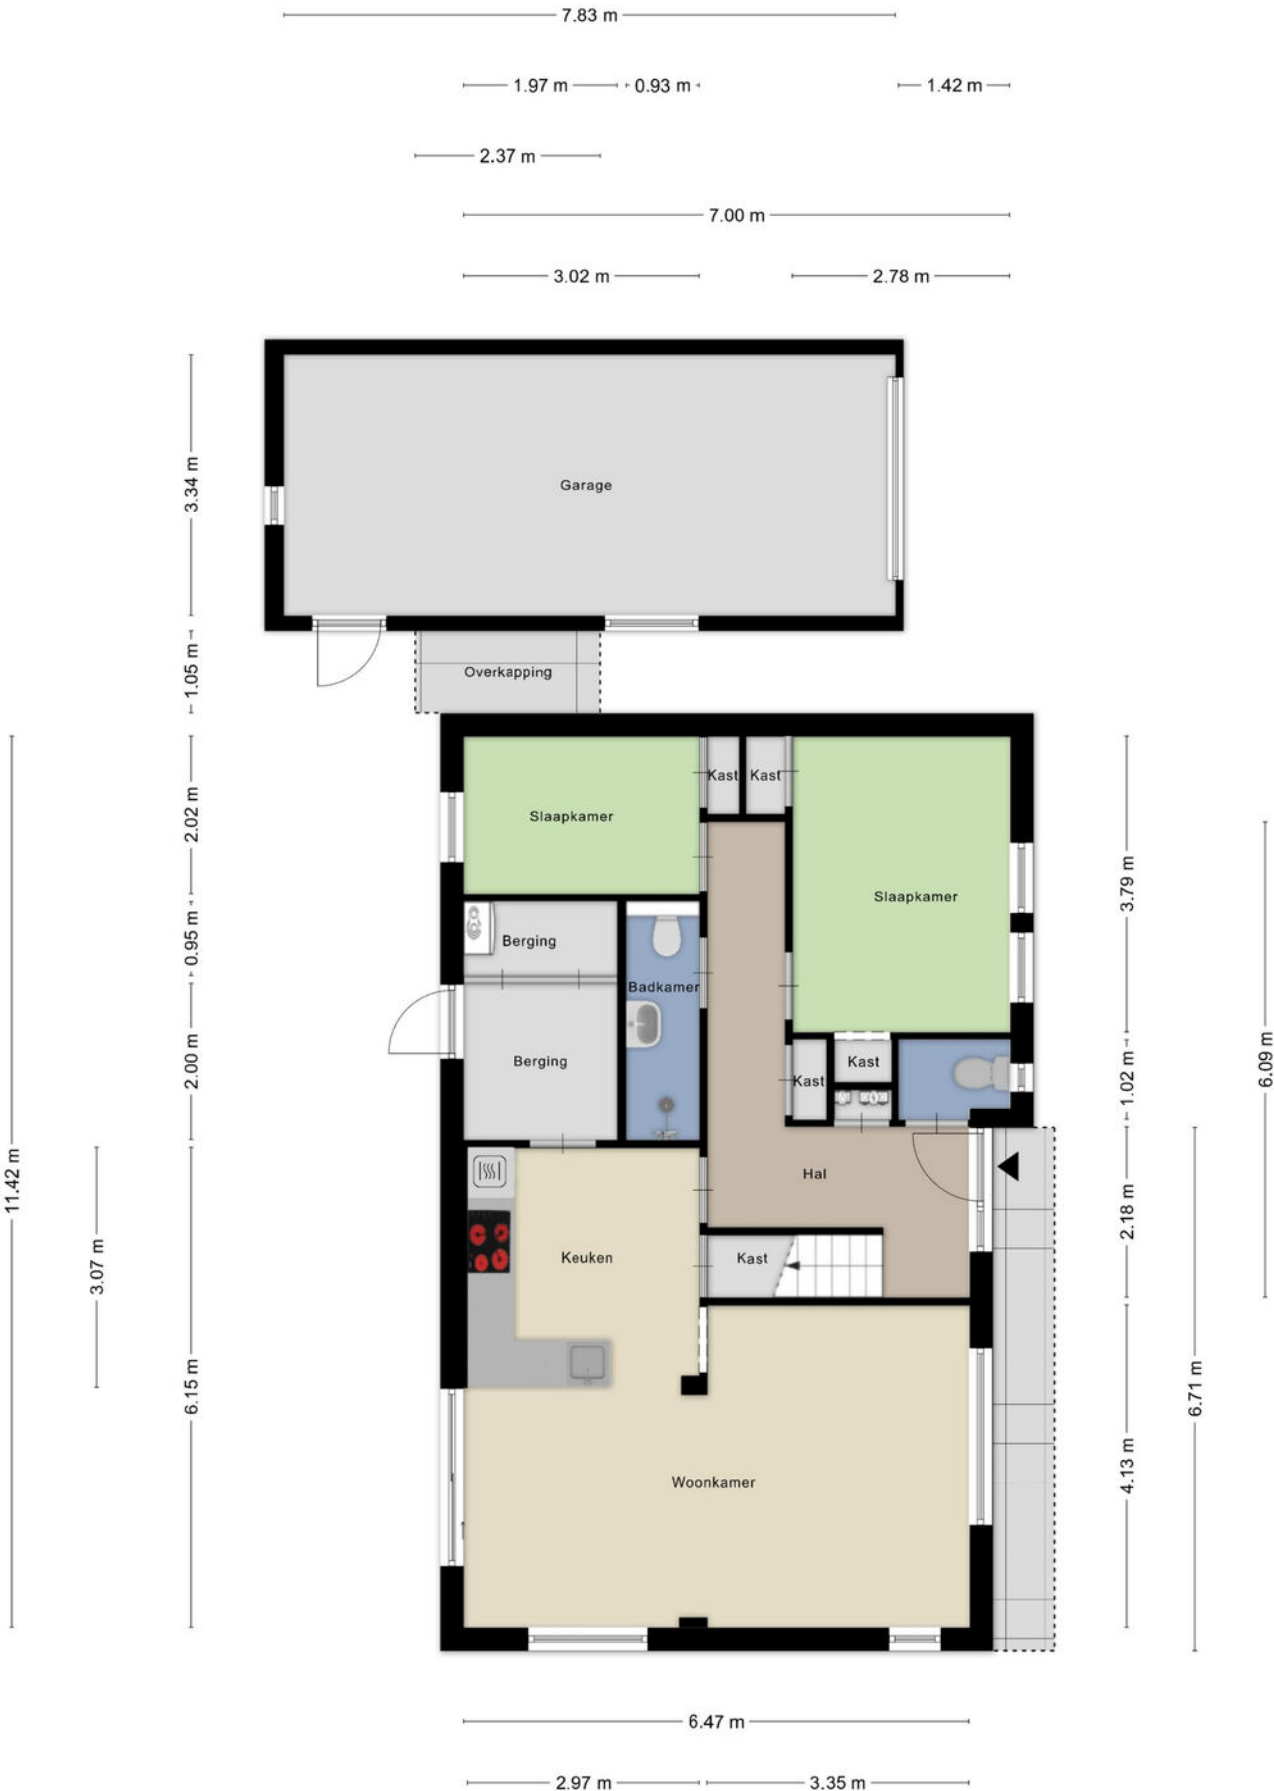 7.83 m
1.97 m
0.93 m
1.42 m
2.37 m
7.00 m
3.02 m
2.78 m
3.34 m
Garage
1.05 m
Overkapping
Kast
Kast
2.02 m
Slaapkamer
3.79 m
Slaapkamer
0.95 m
Berging
Badkamer
2.00 m
Berging
Kast
Kast
1.02 m
6.09 m
11.42 m
Hal
2.18 m
3.07 m
Keuken
Kast
6.15 m
6.71 m
4.13 m
Woonkamer
6.47 m
2.97 m
3.35 m